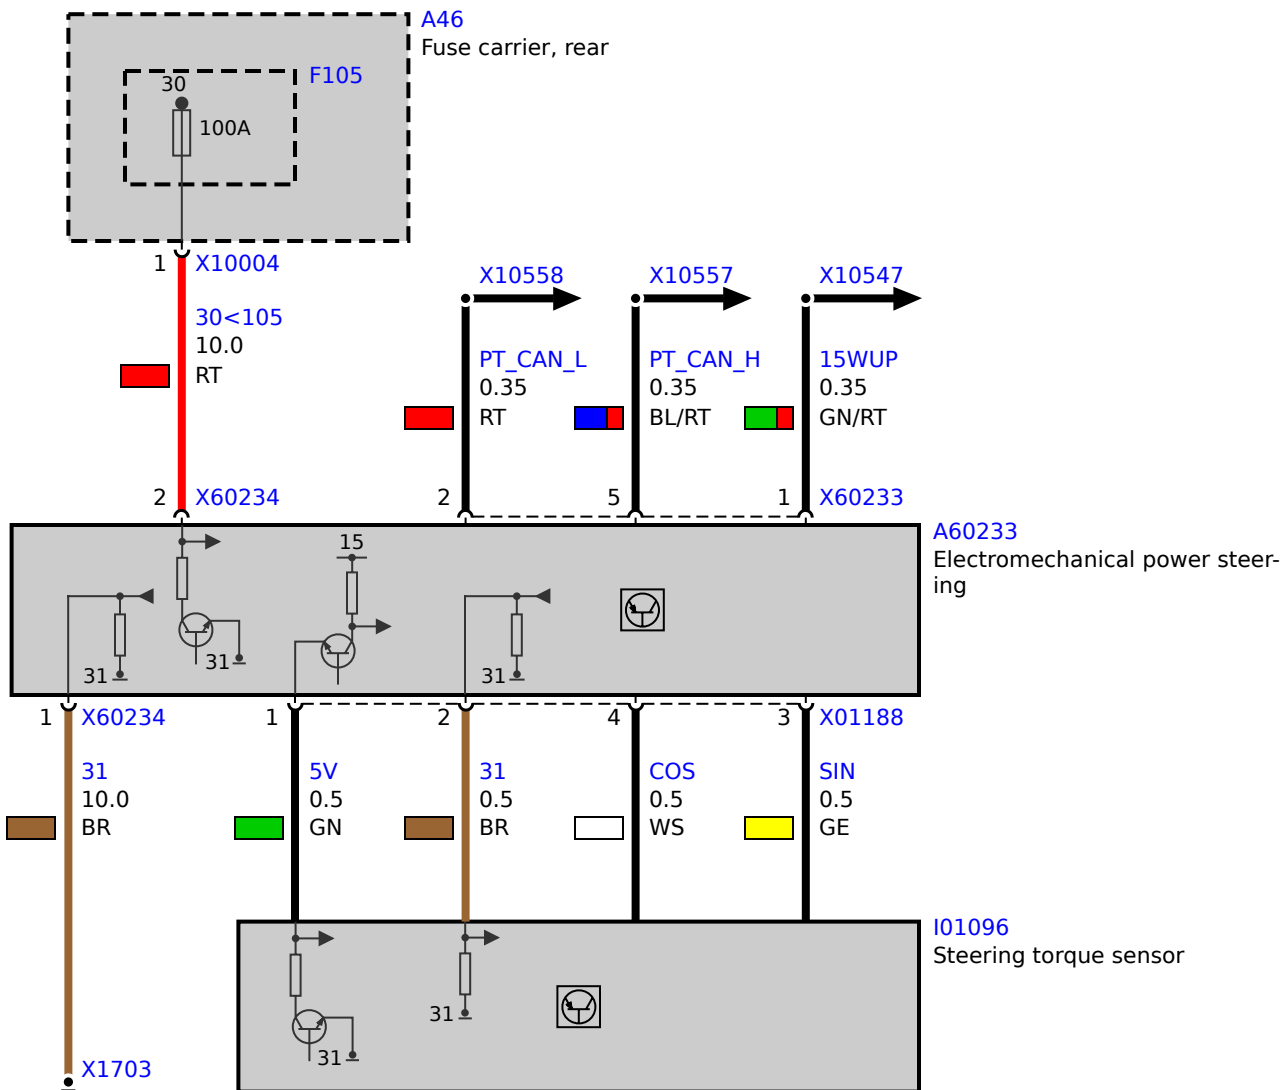 A46
Fuse carrier, rear
F105
30
100A
1 X10004
X10558 X10557 X10547
30<105
10.0
RT
PT_CAN_L PT_CAN_H 15WUP
0.35 0.35 0.35
RT BL/RT GN/RT
2 X60234 2 5 1 X60233
A60233
Electromechanical power steer-
ing
15
31 31 31
1 X60234 1 2 4 3 X01188
31 5V 31 COS SIN
10.0 0.5 0.5 0.5 0.5
BR GN BR WS GE
I01096
Steering torque sensor
31
31
X1703